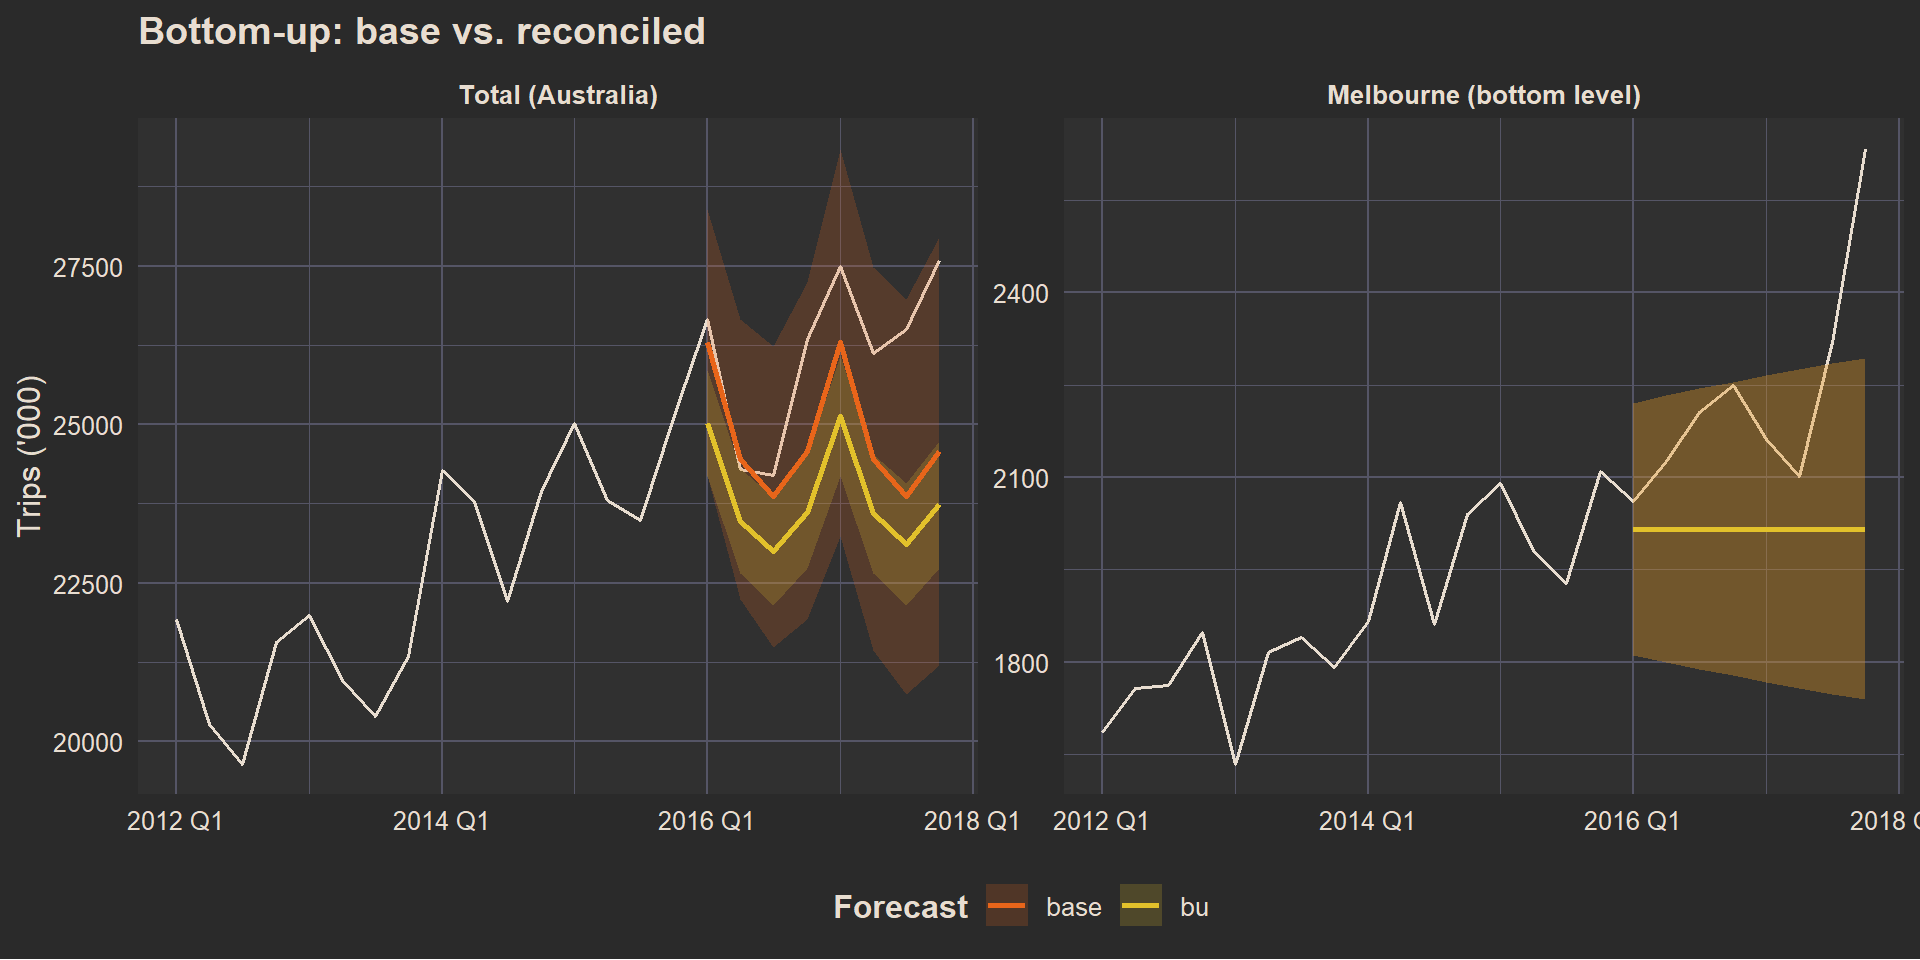 Bottom-up: base vs. reconciled
Total (Australia)
Melbourne (bottom level)
Trips ('000)
27500
25000
22500
20000
2400
2100
1800
2012 Q1
2014 Q1
2016 Q1
2018 Q1
2012 Q1
2014 Q1
2016 Q1
2018 Q
Forecast
base
bu